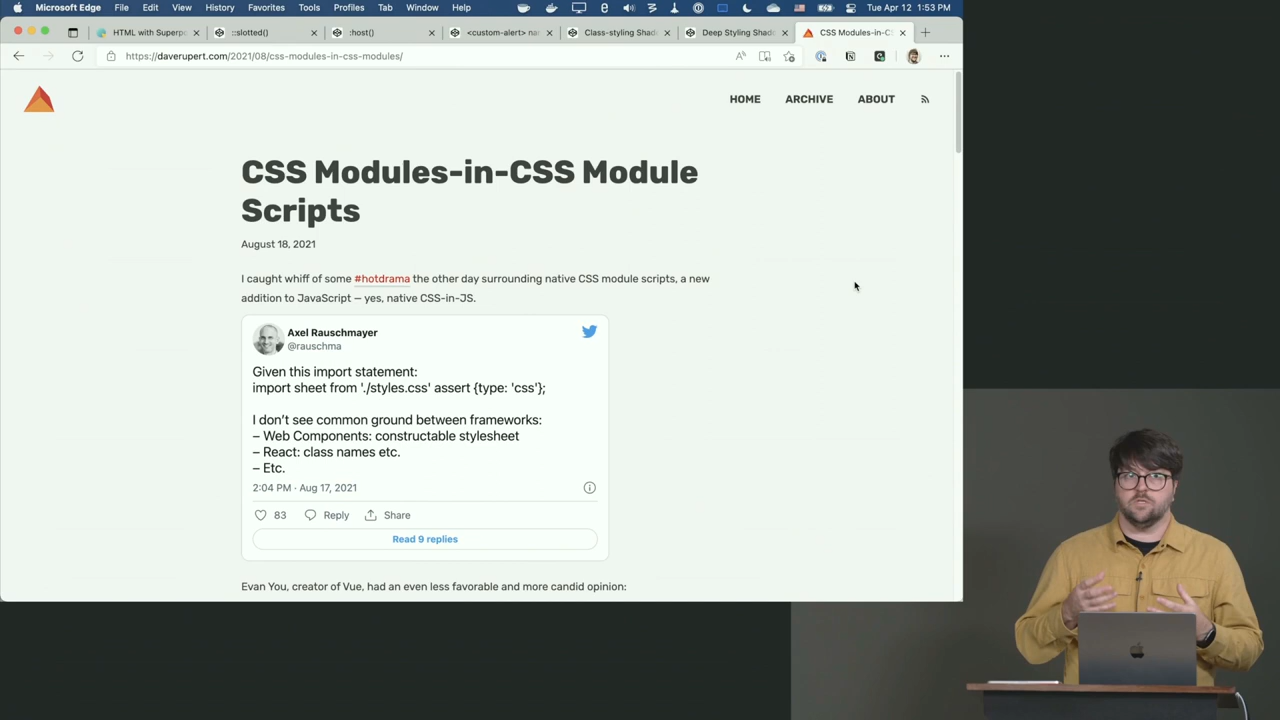 Microsoft Edge File Edit View History Favorites Tools Profiles Tab Window Help Tue Apr 12 1:53 PM
HTML with Superpo ::slotted() ::host() <custom-alert> na Class-styling Shad Deep Styling Shad CSS Modules-in-C
https://daverupert.com/2021/08/css-modules-in-css-modules/
HOME ARCHIVE ABOUT
CSS Modules-in-CSS Module
Scripts
August 18, 2021
I caught whiff of some #hotdrama the other day surrounding native CSS module scripts, a new
addition to JavaScript — yes, native CSS-in-JS.
Axel Rauschmayer
@rauschma
Given this import statement:
import sheet from './styles.css' assert {type: 'css'};
I don't see common ground between frameworks:
– Web Components: constructable stylesheet
– React: class names etc.
– Etc.
2:04 PM · Aug 17, 2021
83 Reply Share
Read 9 replies
Evan You, creator of Vue, had an even less favorable and more candid opinion: